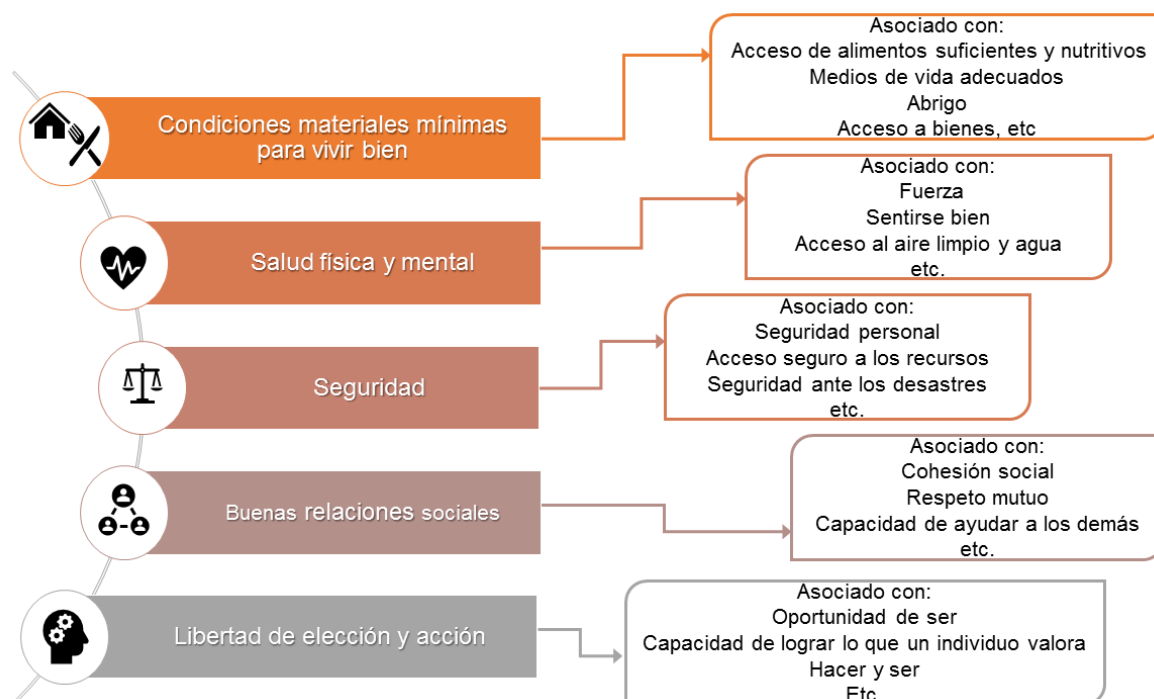 Condiciones materiales mínimas
para vivir bien
Asociado con:
Acceso de alimentos suficientes y nutritivos
Medios de vida adecuados
Abrigo
Acceso a bienes, etc
Salud física y mental
Asociado con:
Fuerza
Sentirse bien
Acceso al aire limpio y agua
etc.
Seguridad
Asociado con:
Seguridad personal
Acceso seguro a los recursos
Seguridad ante los desastres
etc.
Buenas relaciones sociales
Asociado con:
Cohesión social
Respeto mutuo
Capacidad de ayudar a los demás
etc.
Libertad de elección y acción
Asociado con:
Oportunidad de ser
Capacidad de lograr lo que un individuo valora
Hacer y ser
Etc